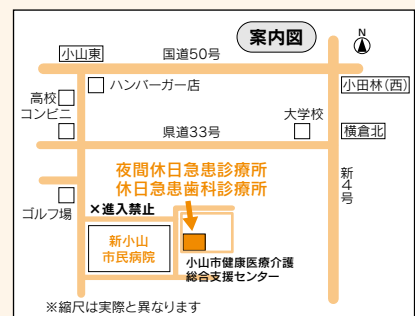 案内図
N
小山東
国道50号
ハンバーガー店
小田林(西)
高校
コンビニ
大学校
県道33号
横倉北
夜間休日急患診療所
休日急患歯科診療所
新4号
ゴルフ場
×進入禁止
新小山
市民病院
小山市健康医療介護
総合支援センター
※縮尺は実際と異なります